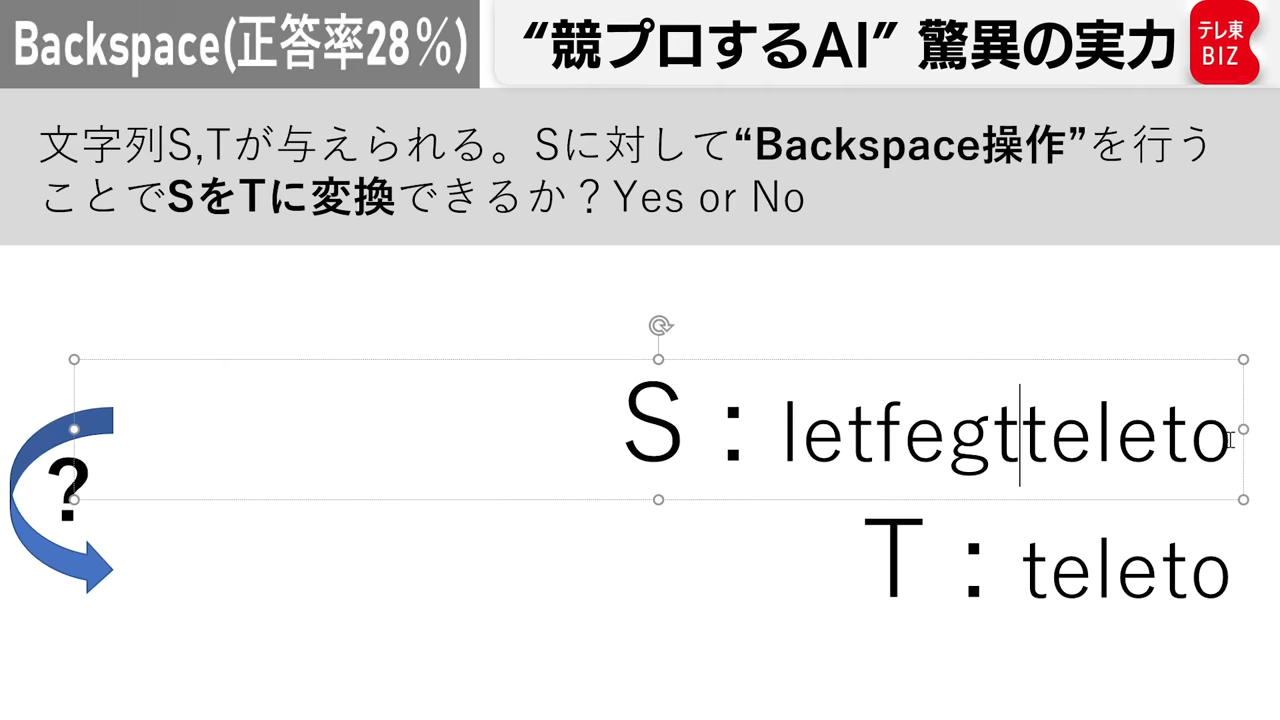 Backspace(正答率28％)
“競プロするAI” 驚異の実力
テレ東
BIZ
文字列S,Tが与えられる。Sに対して“Backspace操作”を行う
ことでSをTに変換できるか？Yes or No
S：letfegtteleto
?
T：teleto